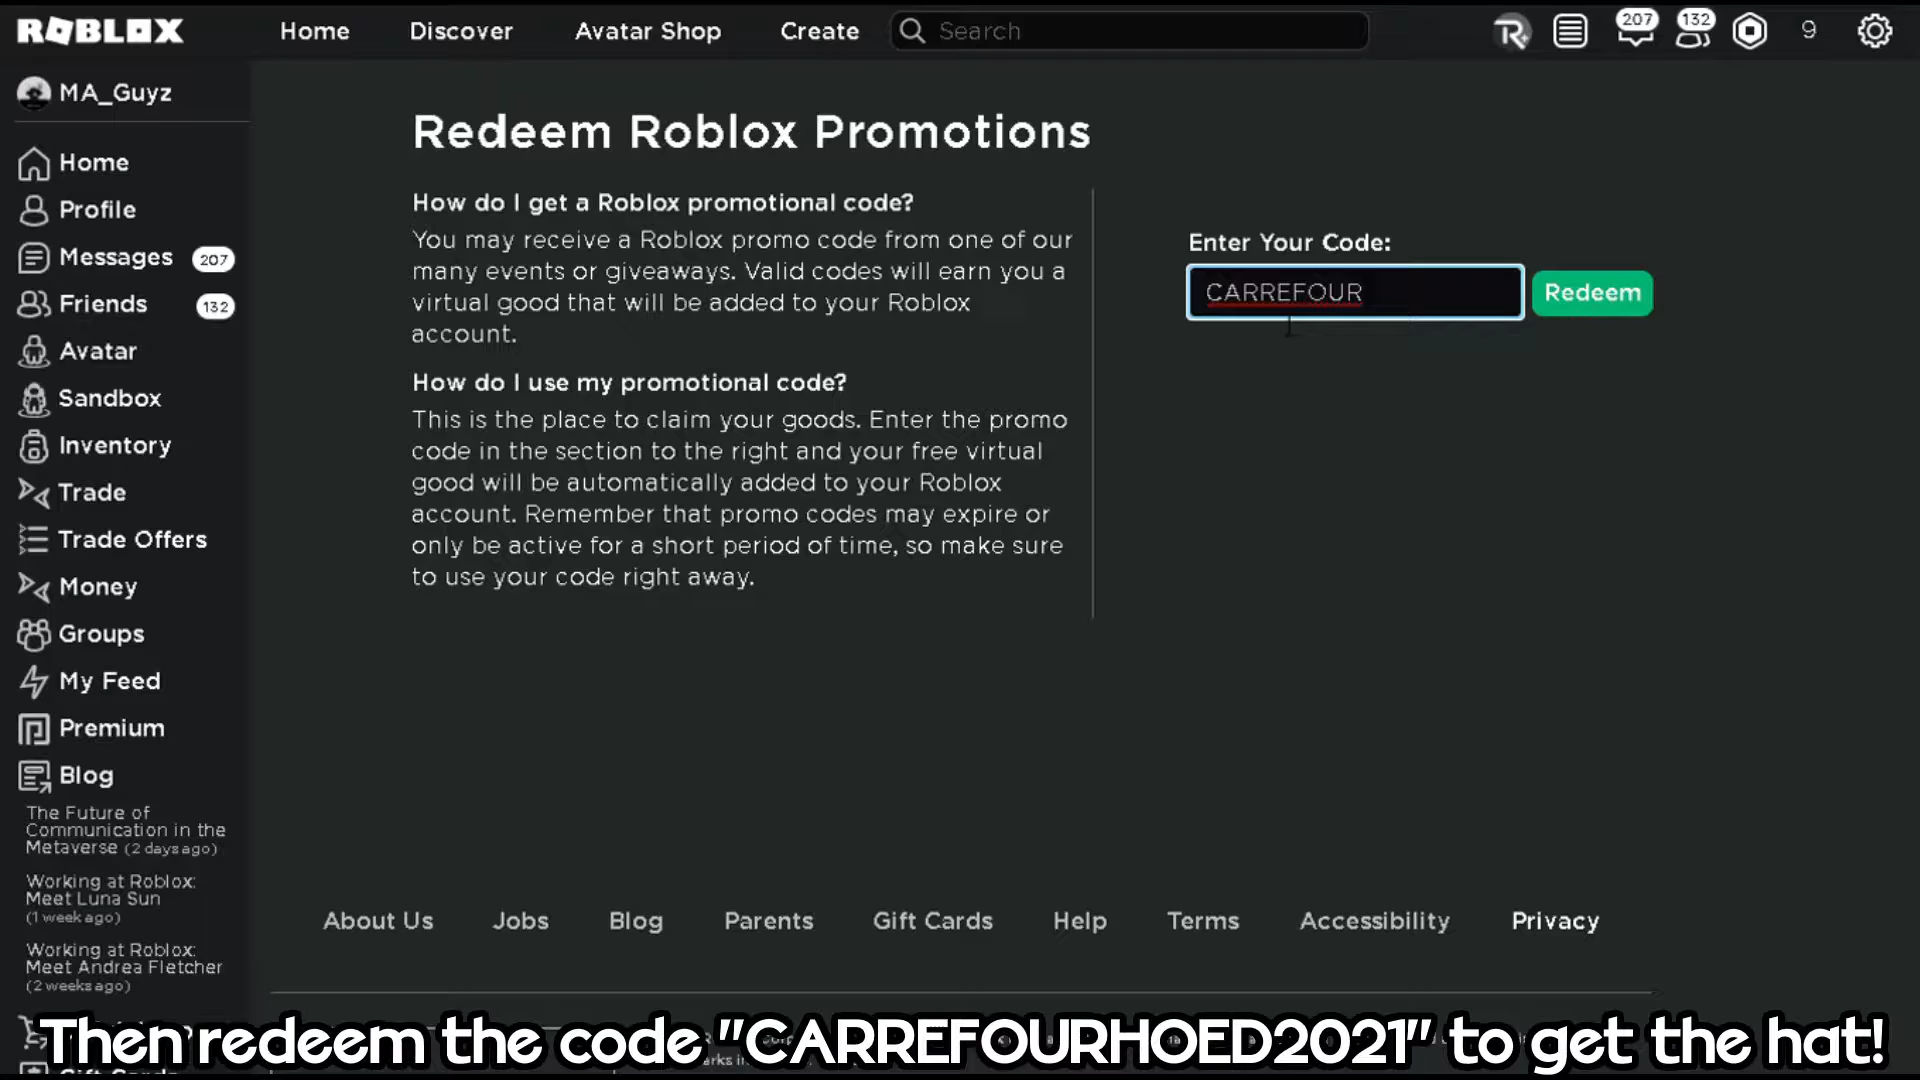 ROBLOX
Home
Discover
Avatar Shop
Create
Search
207
132
9
MA_Guyz
Home
Profile
Messages
207
Friends
132
Avatar
Sandbox
Inventory
Trade
Trade Offers
Money
Groups
My Feed
Premium
Blog
The Future of
Communication in the
Metaverse (2 days ago)
Working at Roblox:
Meet Luna Sun
(1 week ago)
Working at Roblox:
Meet Andrea Fletcher
(2 weeks ago)
Redeem Roblox Promotions
How do I get a Roblox promotional code?
You may receive a Roblox promo code from one of our
many events or giveaways. Valid codes will earn you a
virtual good that will be added to your Roblox
account.
How do I use my promotional code?
This is the place to claim your goods. Enter the promo
code in the section to the right and your free virtual
good will be automatically added to your Roblox
account. Remember that promo codes may expire or
only be active for a short period of time, so make sure
to use your code right away.
Enter Your Code:
CARREFOUR
Redeem
About Us
Jobs
Blog
Parents
Gift Cards
Help
Terms
Accessibility
Privacy
Then redeem the code "CARREFOURHOED2021" to get the hat!